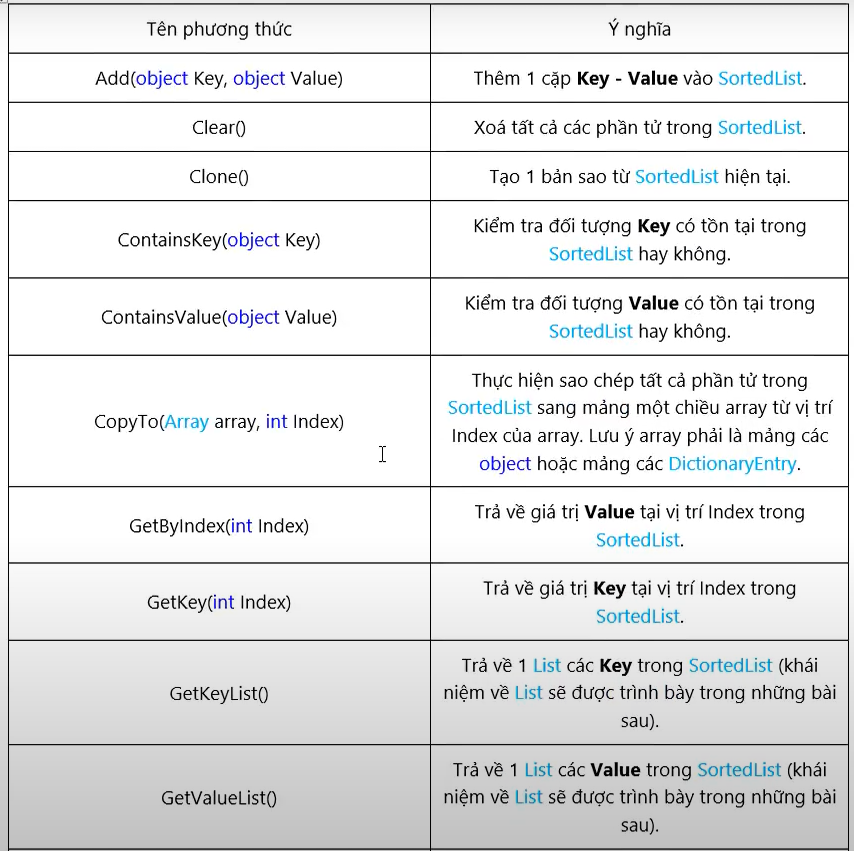 Tên phương thức
Ý nghĩa
Add(object Key, object Value)
Thêm 1 cặp Key - Value vào SortedList.
Clear()
Xoá tất cả các phần tử trong SortedList.
Clone()
Tạo 1 bản sao từ SortedList hiện tại.
ContainsKey(object Key)
Kiểm tra đối tượng Key có tồn tại trong
SortedList hay không.
ContainsValue(object Value)
Kiểm tra đối tượng Value có tồn tại trong
SortedList hay không.
CopyTo(Array array, int Index)
Thực hiện sao chép tất cả phần tử trong
SortedList sang mảng một chiều array từ vị trí
Index của array. Lưu ý array phải là mảng các
object hoặc mảng các DictionaryEntry.
GetByIndex(int Index)
Trả về giá trị Value tại vị trí Index trong
SortedList.
GetKey(int Index)
Trả về giá trị Key tại vị trí Index trong
SortedList.
GetKeyList()
Trả về 1 List các Key trong SortedList (khái
niệm về List sẽ được trình bày trong những bài
sau).
GetValueList()
Trả về 1 List các Value trong SortedList (khái
niệm về List sẽ được trình bày trong những bài
sau).